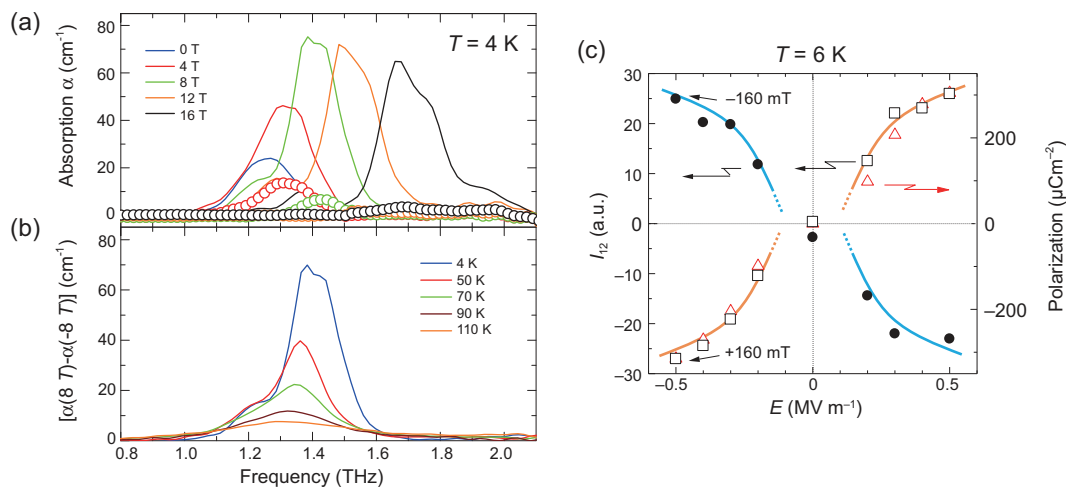 (a)
Absorption α (cm⁻¹)
80
60
40
20
0
0 T
4 T
8 T
12 T
16 T
T = 4 K
(b)
[α(8 T)-α(-8 T)] (cm⁻¹)
80
60
40
20
0
4 K
50 K
70 K
90 K
110 K
0.8 1.0 1.2 1.4 1.6 1.8 2.0
Frequency (THz)
(c)
T = 6 K
I₁₂ (a.u.)
30
20
10
0
−10
−20
−30
−160 mT
+160 mT
200
0
−200
Polarization (μCm⁻²)
−0.5 0 0.5
E (MV m⁻¹)